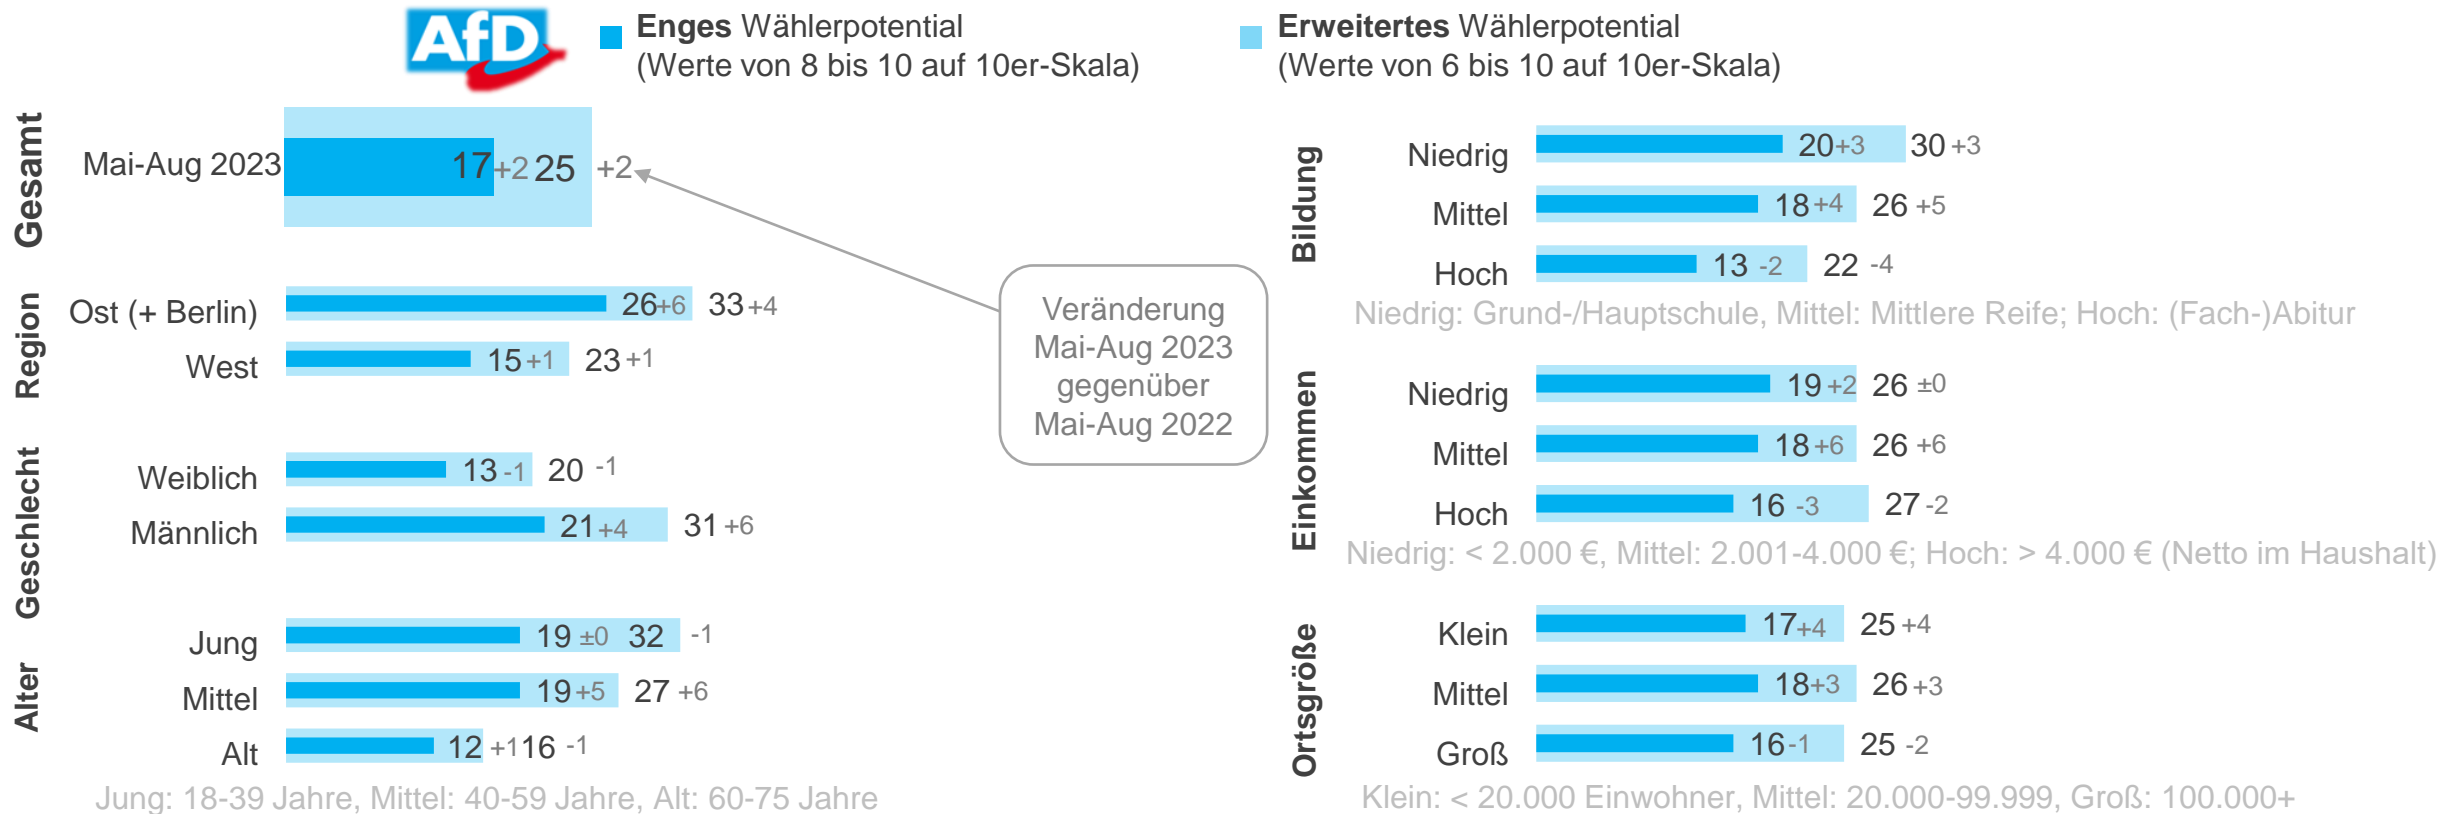 AfD
Enges Wählerpotential
(Werte von 8 bis 10 auf 10er-Skala)
Erweitertes Wählerpotential
(Werte von 6 bis 10 auf 10er-Skala)
Gesamt
Mai-Aug 2023 17 +2 25 +2
Veränderung
Mai-Aug 2023
gegenüber
Mai-Aug 2022
Region
Ost (+ Berlin) 26 +6 33 +4
West 15 +1 23 +1
Geschlecht
Weiblich 13 -1 20 -1
Männlich 21 +4 31 +6
Alter
Jung 19 ±0 32 -1
Mittel 19 +5 27 +6
Alt 12 +1 16 -1
Jung: 18-39 Jahre, Mittel: 40-59 Jahre, Alt: 60-75 Jahre
Bildung
Niedrig 20 +3 30 +3
Mittel 18 +4 26 +5
Hoch 13 -2 22 -4
Niedrig: Grund-/Hauptschule, Mittel: Mittlere Reife; Hoch: (Fach-)Abitur
Einkommen
Niedrig 19 +2 26 ±0
Mittel 18 +6 26 +6
Hoch 16 -3 27 -2
Niedrig: < 2.000 €, Mittel: 2.001-4.000 €; Hoch: > 4.000 € (Netto im Haushalt)
Ortsgröße
Klein 17 +4 25 +4
Mittel 18 +3 26 +3
Groß 16 -1 25 -2
Klein: < 20.000 Einwohner, Mittel: 20.000-99.999, Groß: 100.000+